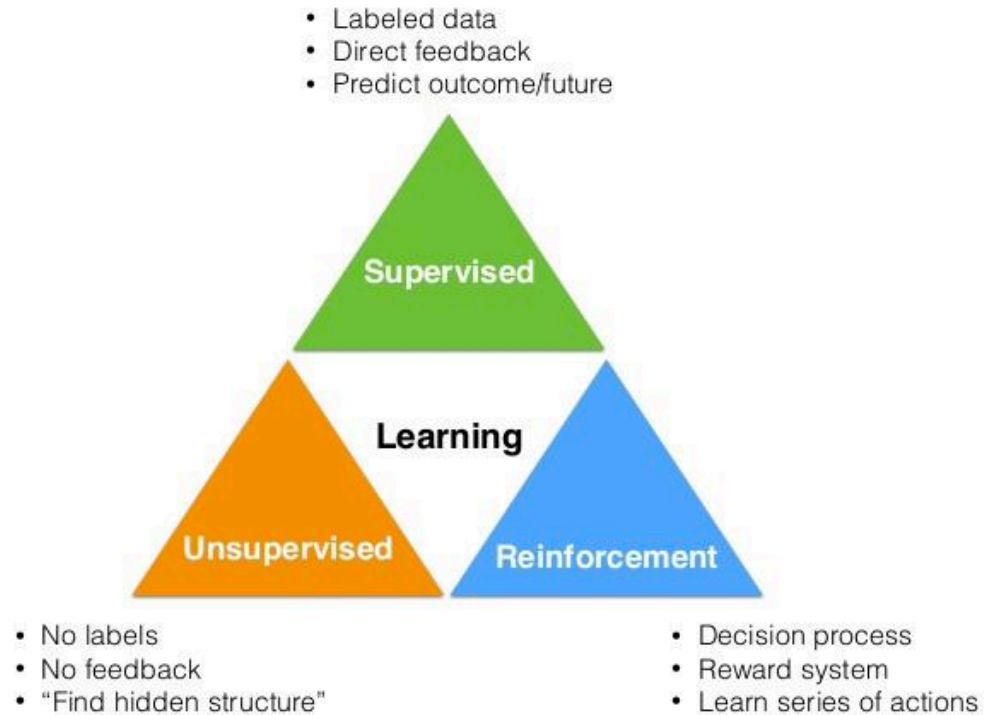 • Labeled data
• Direct feedback
• Predict outcome/future
Supervised
Learning
Unsupervised
Reinforcement
• No labels
• No feedback
• “Find hidden structure”
• Decision process
• Reward system
• Learn series of actions